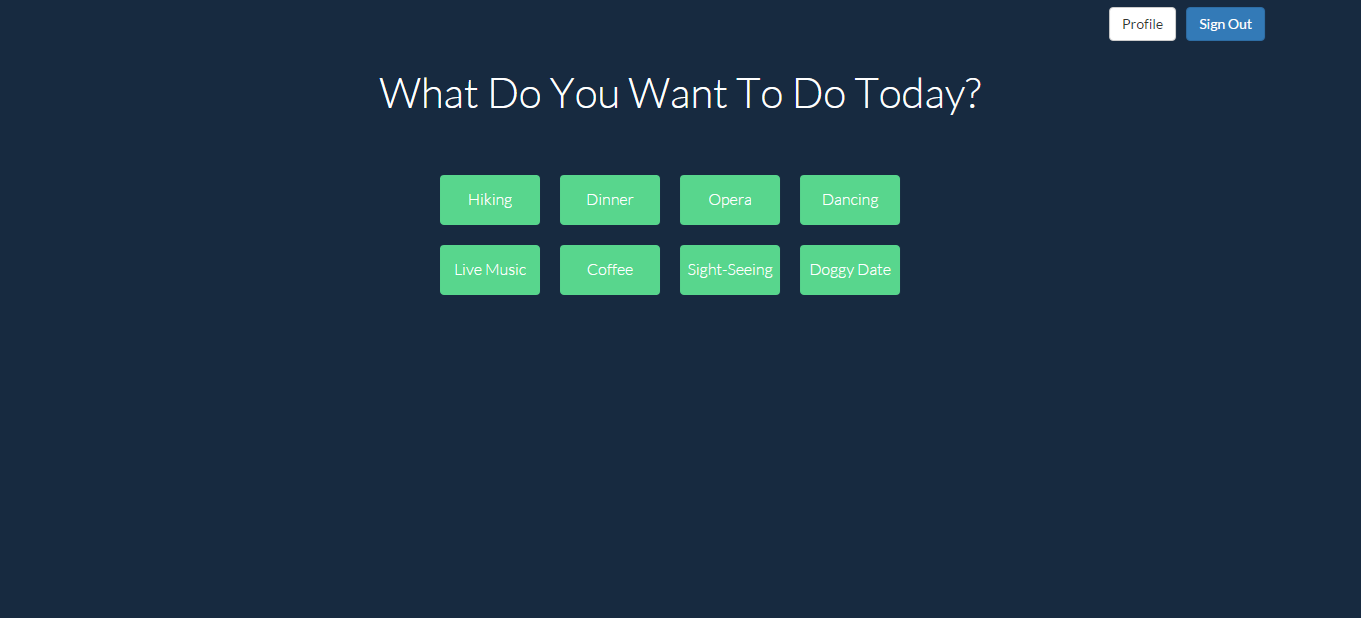 Profile Sign Out
What Do You Want To Do Today?
Hiking Dinner Opera Dancing
Live Music Coffee Sight-Seeing Doggy Date